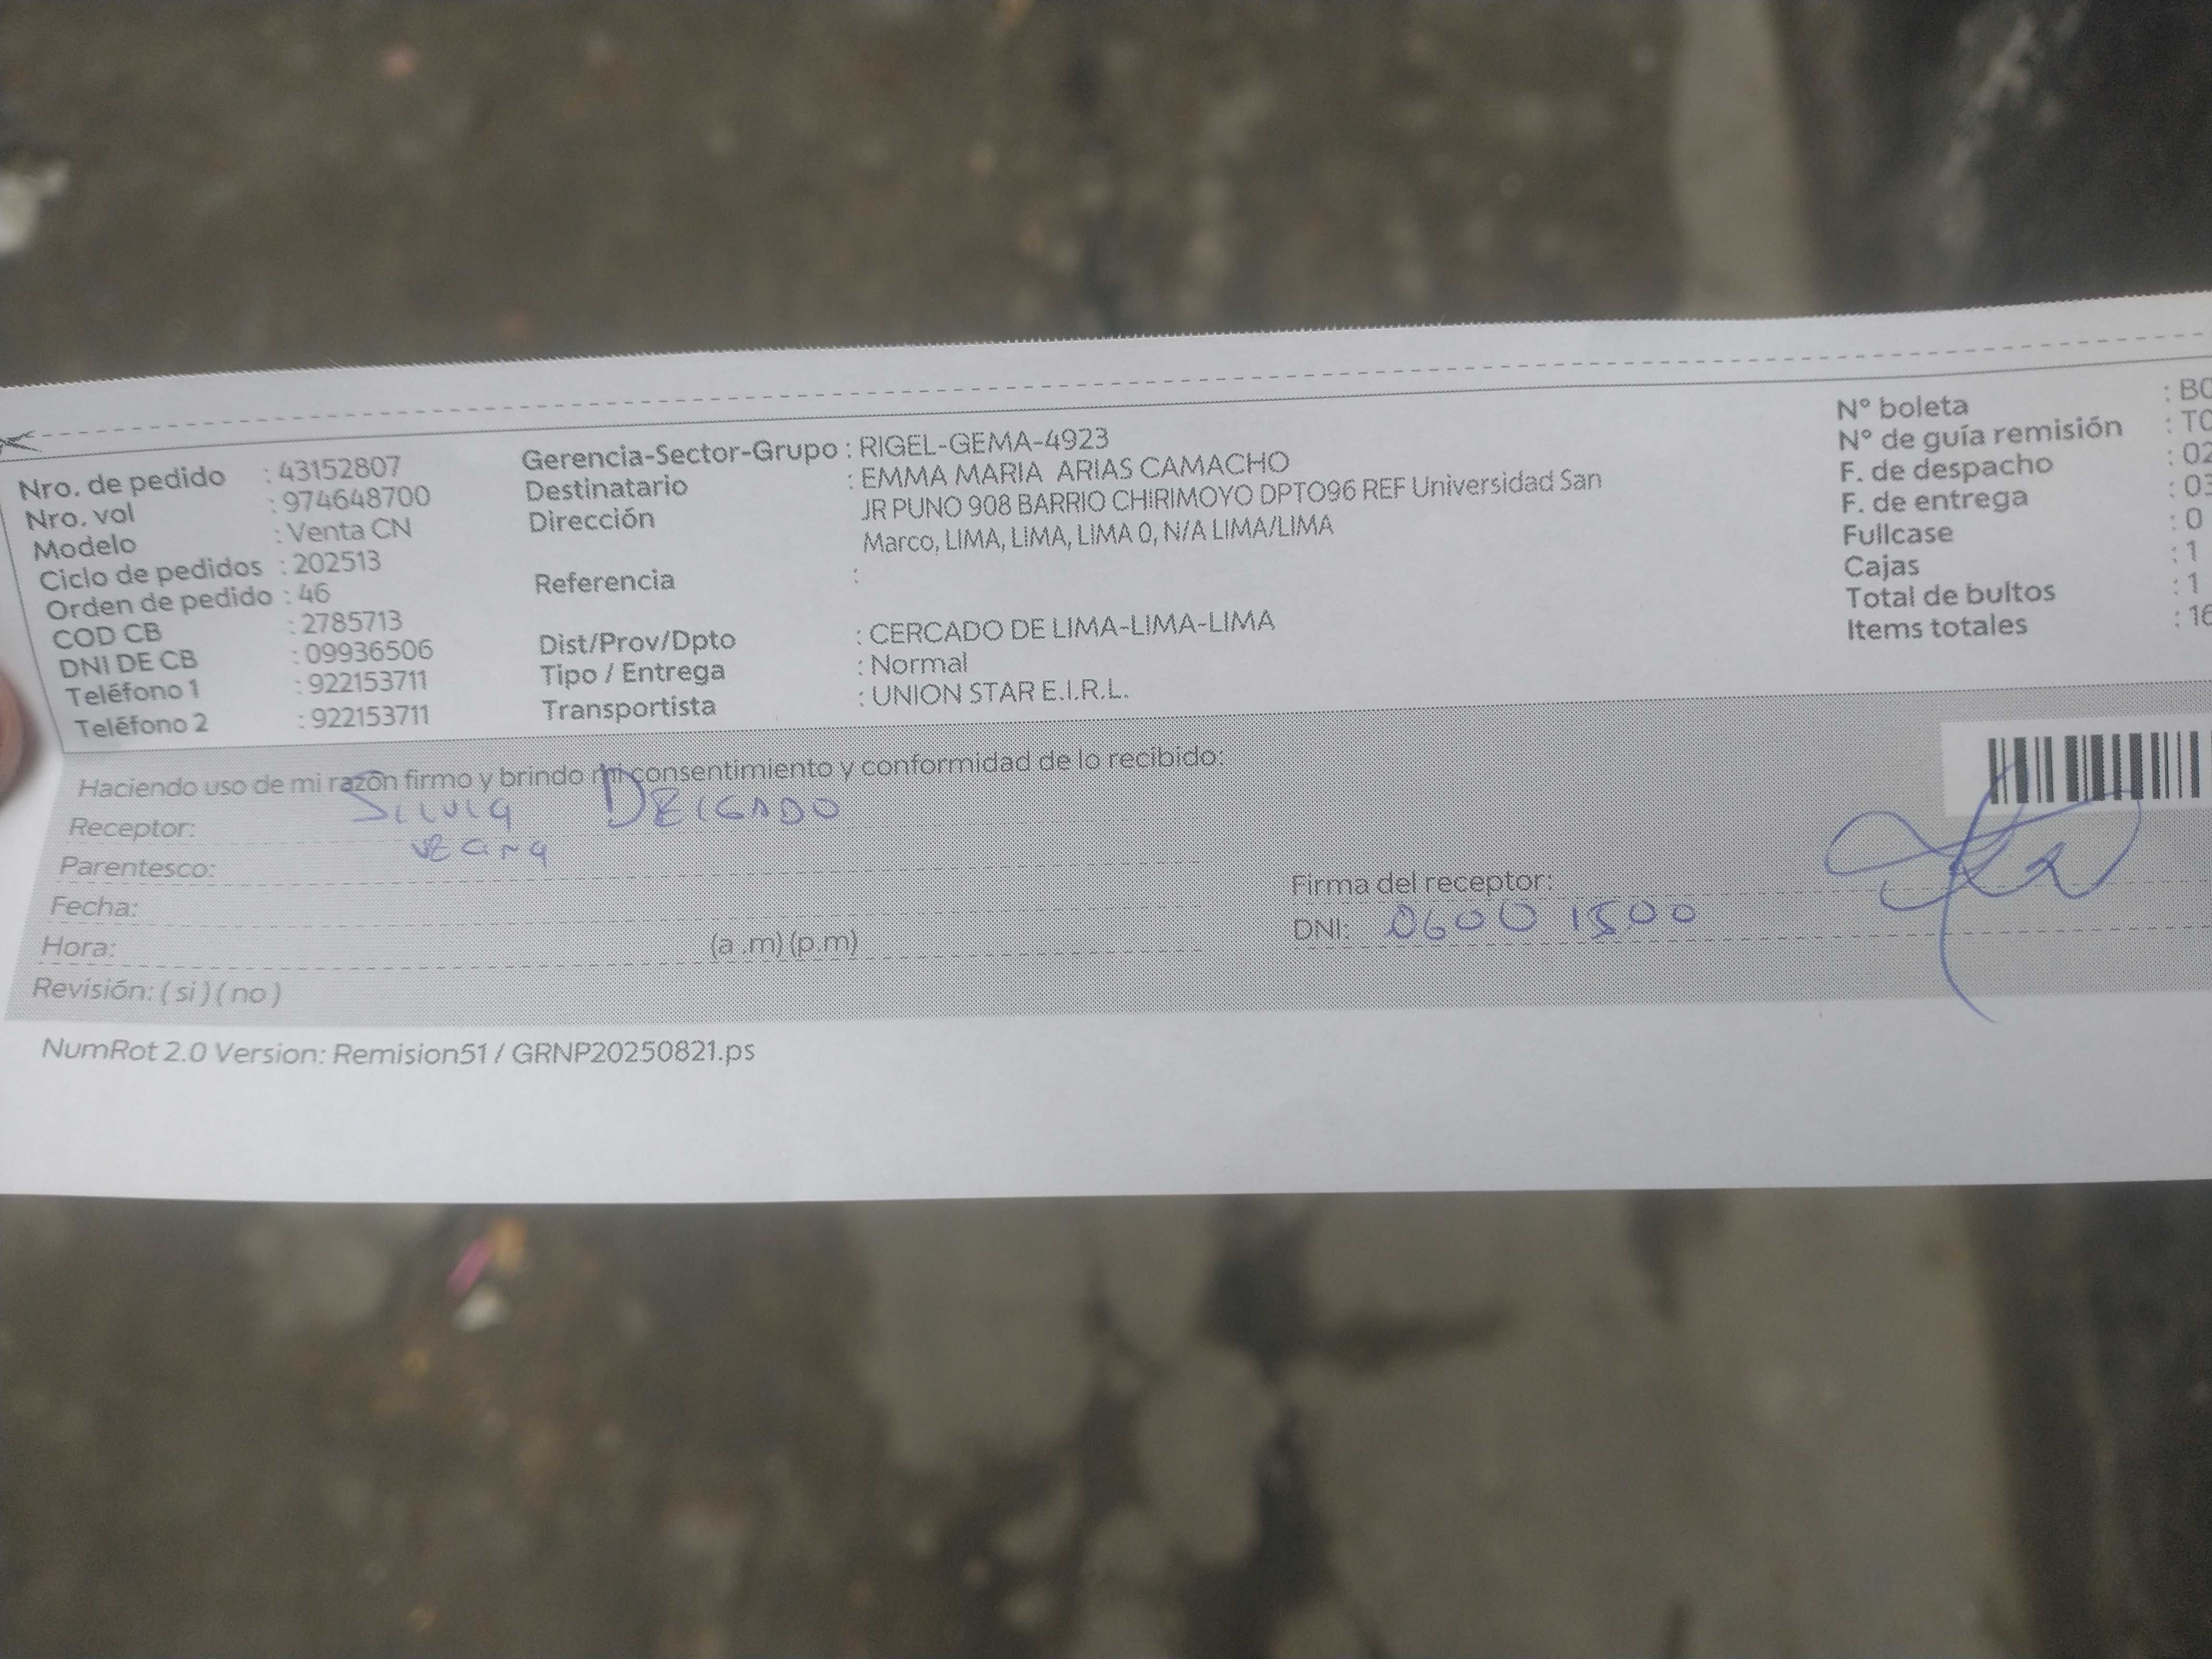 Nro. de pedido : 43152807
Nro. vol : 974648700
Modelo : Venta CN
Ciclo de pedidos : 202513
Orden de pedido : 46
COD CB : 2785713
DNI DE CB : 09936506
Teléfono 1 : 922153711
Teléfono 2 : 922153711
Gerencia-Sector-Grupo : RIGEL-GEMA-4923
Destinatario : EMMA MARIA ARIAS CAMACHO
Dirección JR PUNO 908 BARRIO CHIRIMOYO DPTO96 REF Universidad San
Marco, LIMA, LIMA, LIMA 0, N/A LIMA/LIMA
Referencia :
Dist/Prov/Dpto : CERCADO DE LIMA-LIMA-LIMA
Tipo / Entrega : Normal
Transportista : UNION STAR E.I.R.L.
N° boleta : B0
N° de guía remisión : T0
F. de despacho : 02
F. de entrega : 03
Fullcase : 0
Cajas : 1
Total de bultos : 1
Items totales : 16
Haciendo uso de mi razón firmo y brindo mi consentimiento y conformidad de lo recibido:
Receptor: Silvia DELGADO
Parentesco: vecina
Fecha:
Hora: (a .m) (p.m)
Revisión: ( si ) ( no )
Firma del receptor:
DNI: 06001500
NumRot 2.0 Version: Remision51 / GRNP20250821.ps